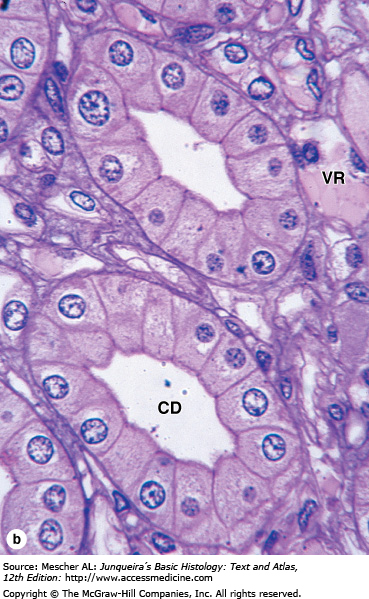 VR
CD
b
Source: Mescher AL: Junqueira´s Basic Histology: Text and Atlas,
12th Edition: http://www.accessmedicine.com
Copyright © The McGraw-Hill Companies, Inc. All rights reserved.